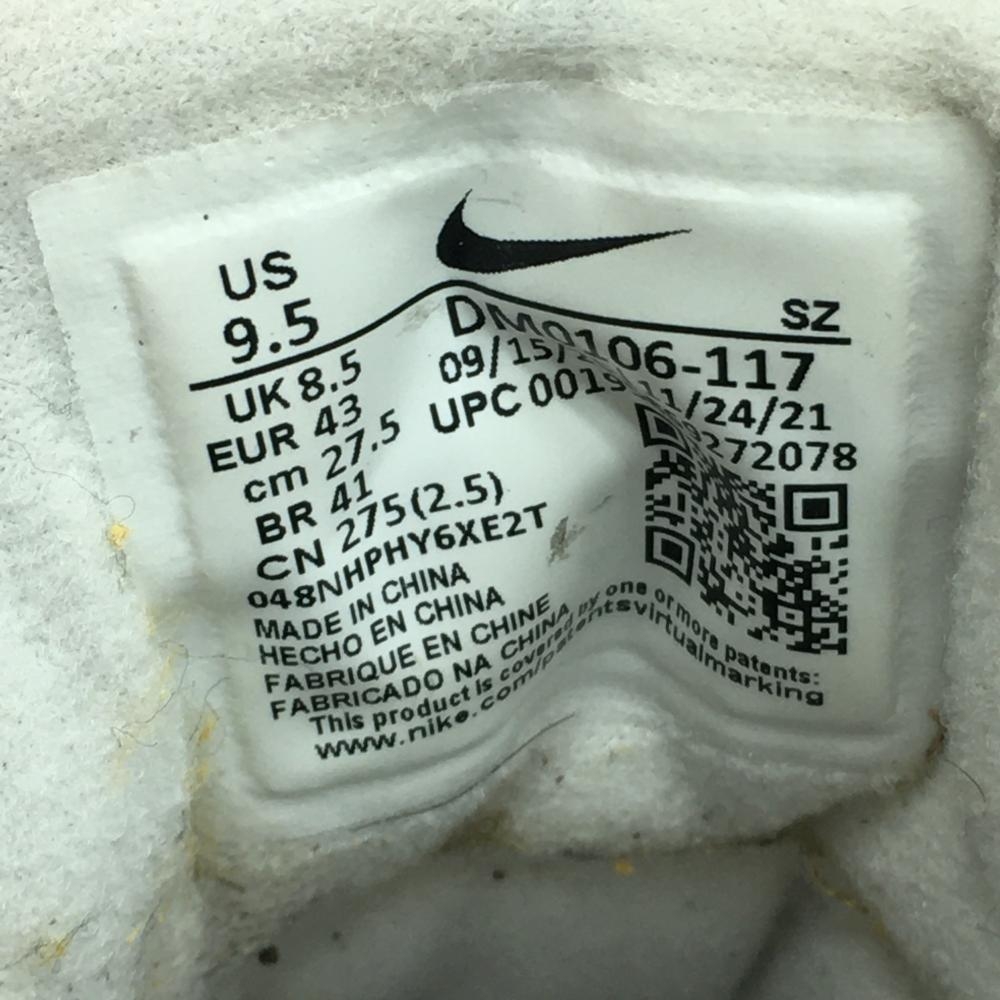 US
9.5
SZ
UK 8.5
EUR 43
cm 27.5
BR 41
CN 275(2.5)
DM0106-117
09/15/ 11/24/21
UPC 0019 272078
048NHPHY6XE2T
MADE IN CHINA
HECHO EN CHINA
FABRIQUE EN CHINE
FABRICADO NA CHINA
This product is covered by one or more patents:
www.nike.com/patentsvirtualmarking